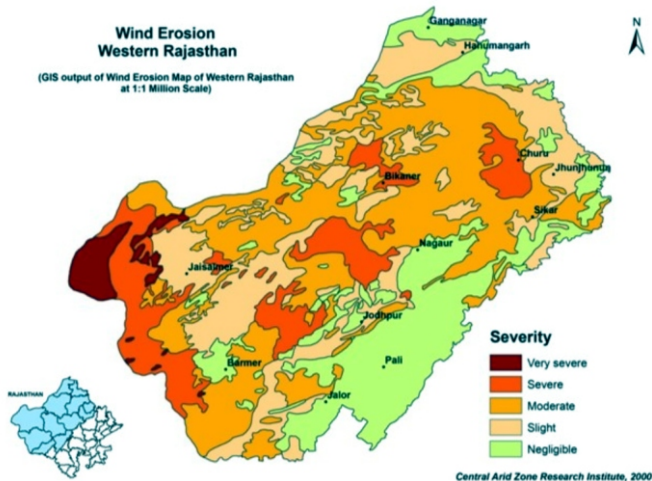 Wind Erosion
Western Rajasthan
(GIS output of Wind Erosion Map of Western Rajasthan
at 1:1 Million Scale)
N
Ganganagar
Hanumangarh
Churu
Jhunjhunun
Bikaner
Sikar
Nagaur
Jaisalmer
Jodhpur
Barmer
Pali
Jalor
Severity
Very severe
Severe
Moderate
Slight
Negligible
RAJASTHAN
Central Arid Zone Research Institute, 2000